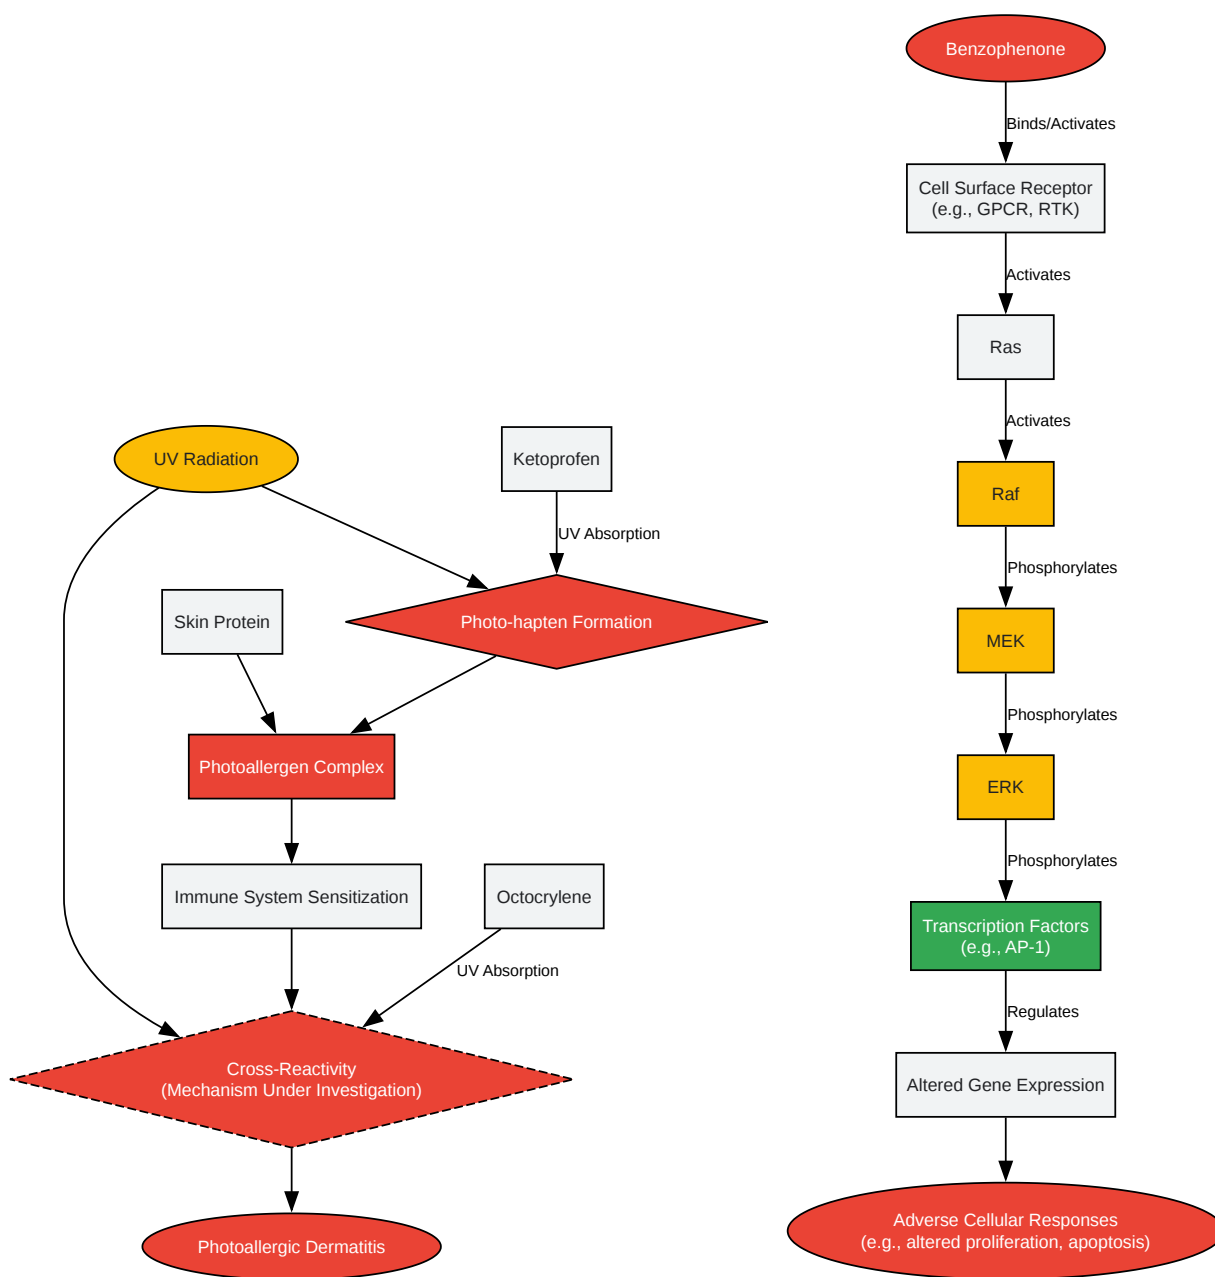 Benzophenone
Binds/Activates
Cell Surface Receptor
(e.g., GPCR, RTK)
Activates
Ras
Activates
Raf
Phosphorylates
MEK
Phosphorylates
ERK
Phosphorylates
Transcription Factors
(e.g., AP-1)
Regulates
Altered Gene Expression
Adverse Cellular Responses
(e.g., altered proliferation, apoptosis)
UV Radiation
Ketoprofen
UV Absorption
Skin Protein
Photo-hapten Formation
Photoallergen Complex
Immune System Sensitization
Octocrylene
UV Absorption
Cross-Reactivity
(Mechanism Under Investigation)
Photoallergic Dermatitis